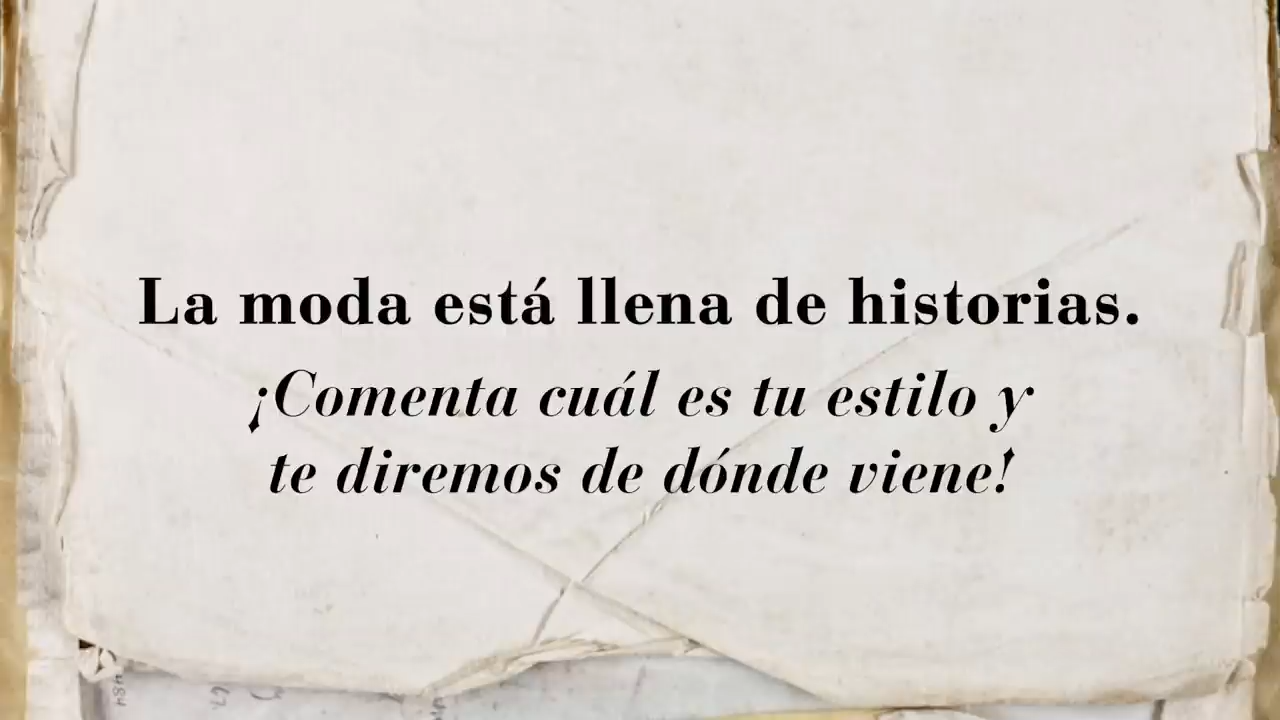 La moda está llena de historias.
¡Comenta cuál es tu estilo y
te diremos de dónde viene!